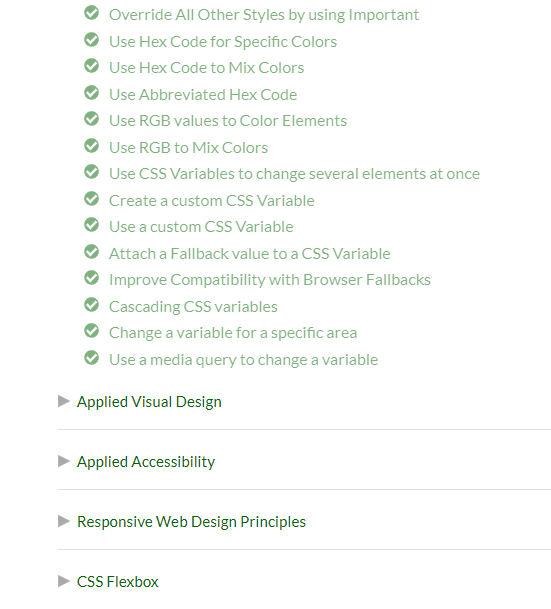 Override All Other Styles by using Important
Use Hex Code for Specific Colors
Use Hex Code to Mix Colors
Use Abbreviated Hex Code
Use RGB values to Color Elements
Use RGB to Mix Colors
Use CSS Variables to change several elements at once
Create a custom CSS Variable
Use a custom CSS Variable
Attach a Fallback value to a CSS Variable
Improve Compatibility with Browser Fallbacks
Cascading CSS variables
Change a variable for a specific area
Use a media query to change a variable
Applied Visual Design
Applied Accessibility
Responsive Web Design Principles
CSS Flexbox